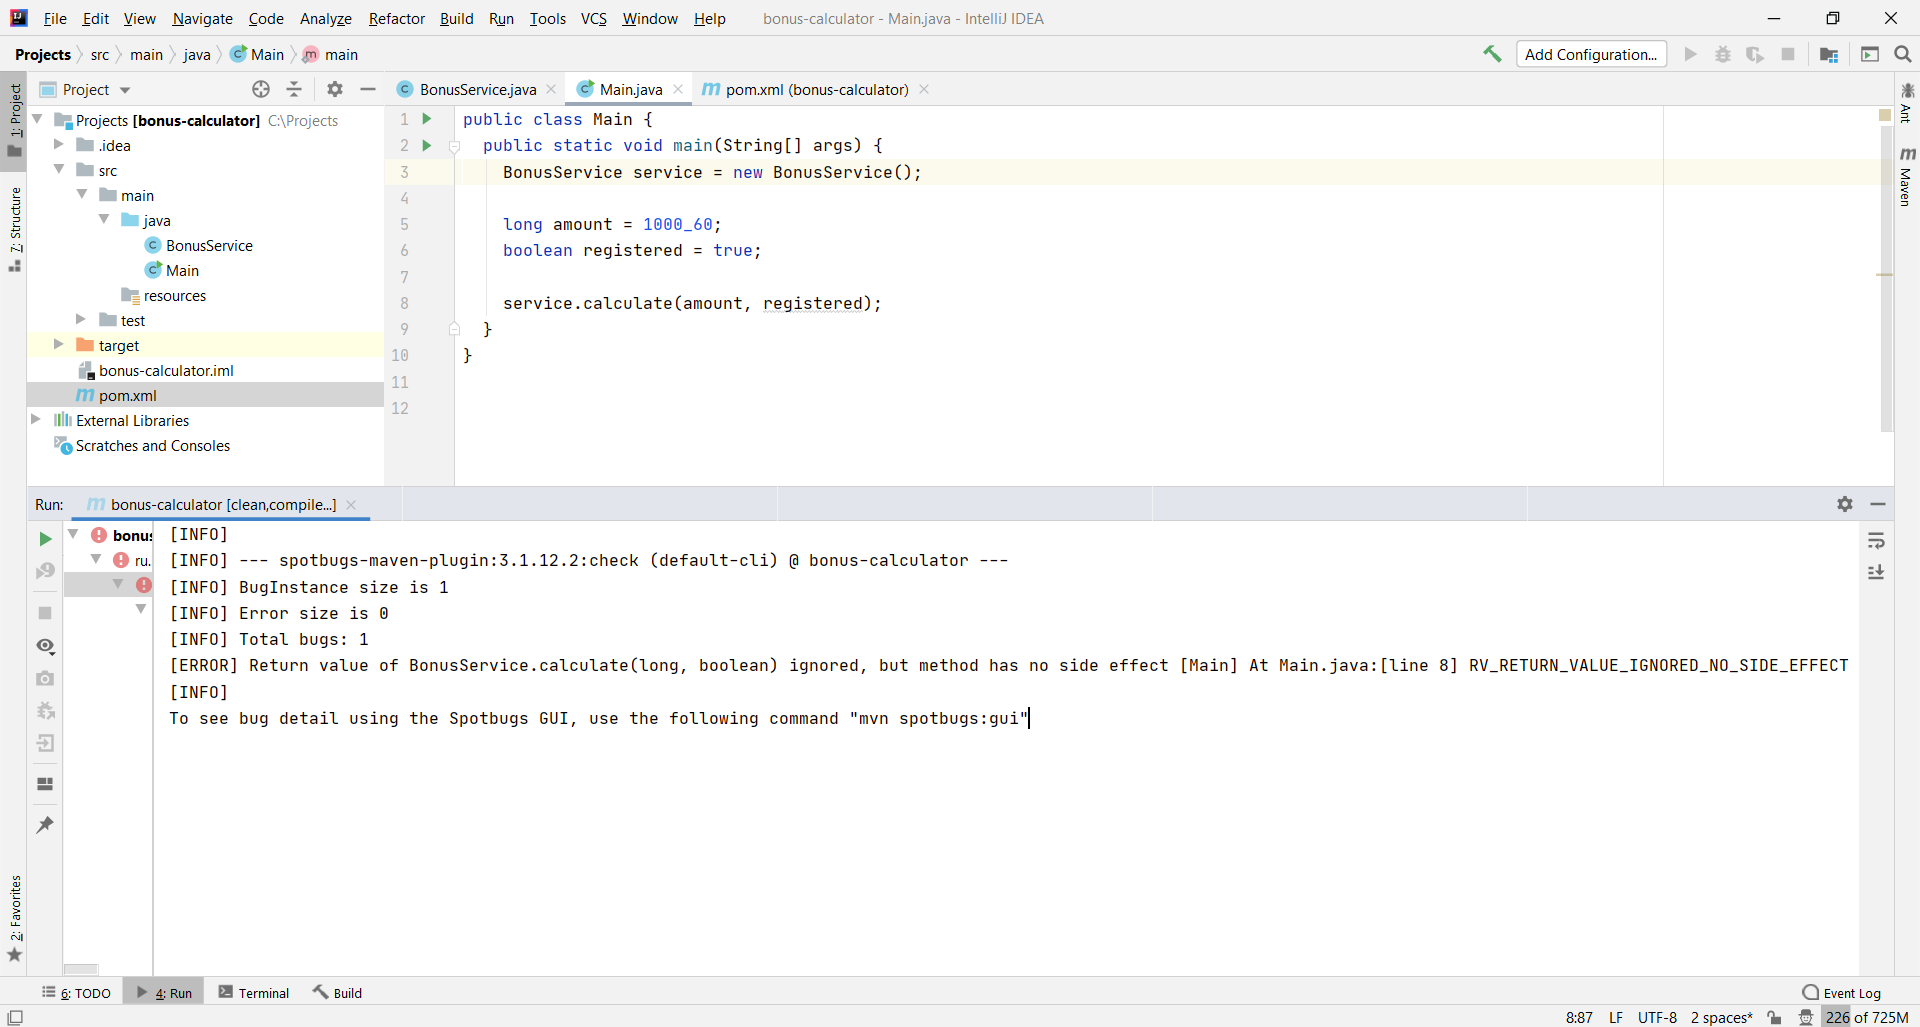 File Edit View Navigate Code Analyze Refactor Build Run Tools VCS Window Help bonus-calculator - Main.java - IntelliJ IDEA
Projects src main java Main m main Add Configuration...
Project BonusService.java Main.java m pom.xml (bonus-calculator)
1: Project
7: Structure
2: Favorites
Ant
m Maven
Projects [bonus-calculator] C:\Projects
.idea
src
main
java
C BonusService
C Main
resources
test
target
bonus-calculator.iml
m pom.xml
External Libraries
Scratches and Consoles
1 public class Main {
2 public static void main(String[] args) {
3 BonusService service = new BonusService();
4
5 long amount = 1000_60;
6 boolean registered = true;
7
8 service.calculate(amount, registered);
9 }
10 }
11
12
Run: m bonus-calculator [clean,compile...]
bonus
ru.
[INFO]
[INFO] --- spotbugs-maven-plugin:3.1.12.2:check (default-cli) @ bonus-calculator ---
[INFO] BugInstance size is 1
[INFO] Error size is 0
[INFO] Total bugs: 1
[ERROR] Return value of BonusService.calculate(long, boolean) ignored, but method has no side effect [Main] At Main.java:[line 8] RV_RETURN_VALUE_IGNORED_NO_SIDE_EFFECT
[INFO]
To see bug detail using the Spotbugs GUI, use the following command "mvn spotbugs:gui"
6: TODO 4: Run Terminal Build Event Log
8:87 LF UTF-8 2 spaces* 226 of 725M